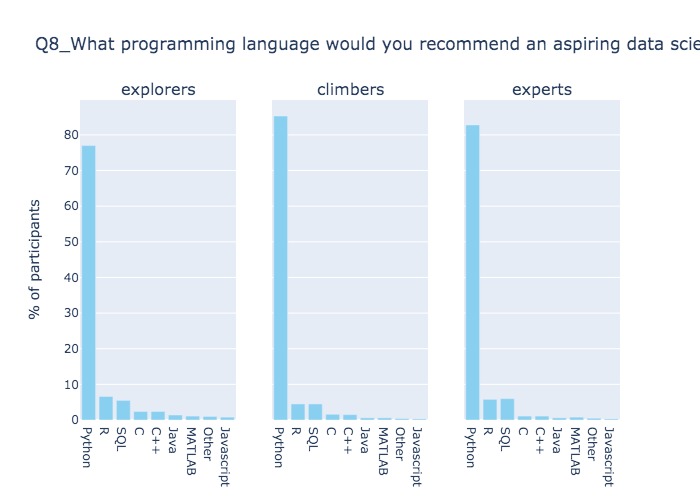 Q8_What programming language would you recommend an aspiring data scie
explorers climbers experts
% of participants
80
70
60
50
40
30
20
10
0
Python R SQL C C++ Java MATLAB Other Javascript
Python R SQL C C++ Java MATLAB Other Javascript
Python R SQL C C++ Java MATLAB Other Javascript